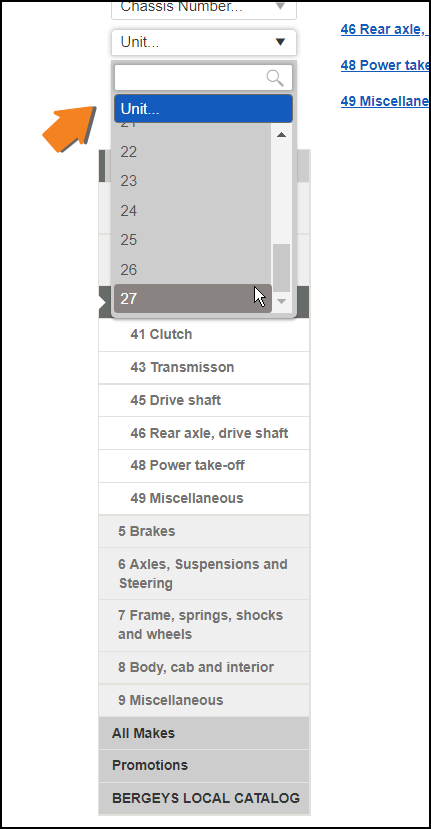 Chassis Number...
Unit...
46 Rear axle,
48 Power take
49 Miscellane
Unit...
21
22
23
24
25
26
27
41 Clutch
43 Transmisson
45 Drive shaft
46 Rear axle, drive shaft
48 Power take-off
49 Miscellaneous
5 Brakes
6 Axles, Suspensions and
Steering
7 Frame, springs, shocks
and wheels
8 Body, cab and interior
9 Miscellaneous
All Makes
Promotions
BERGEYS LOCAL CATALOG